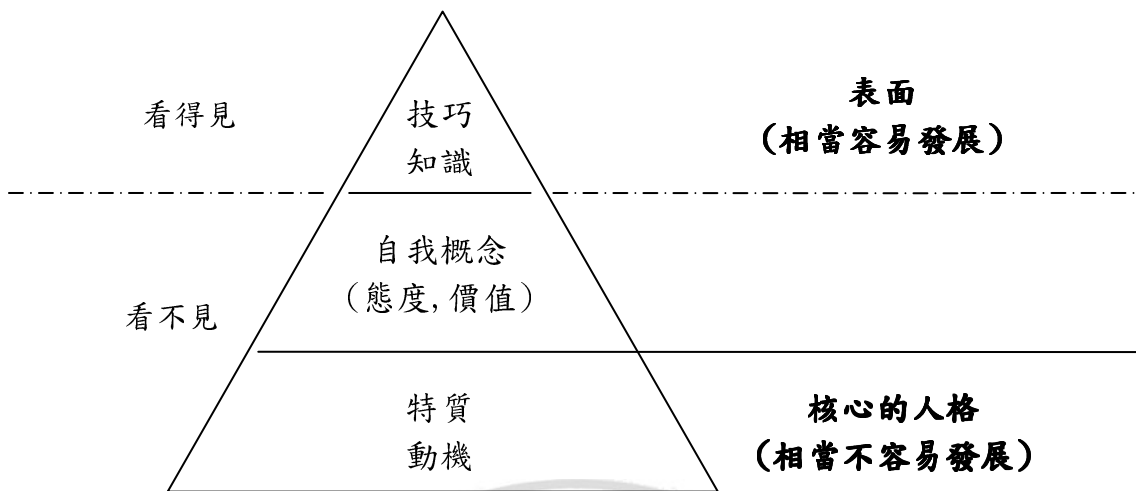 看得見
技巧
知識
表面
（相當容易發展）
自我概念
（態度,價值）
看不見
特質
動機
核心的人格
（相當不容易發展）